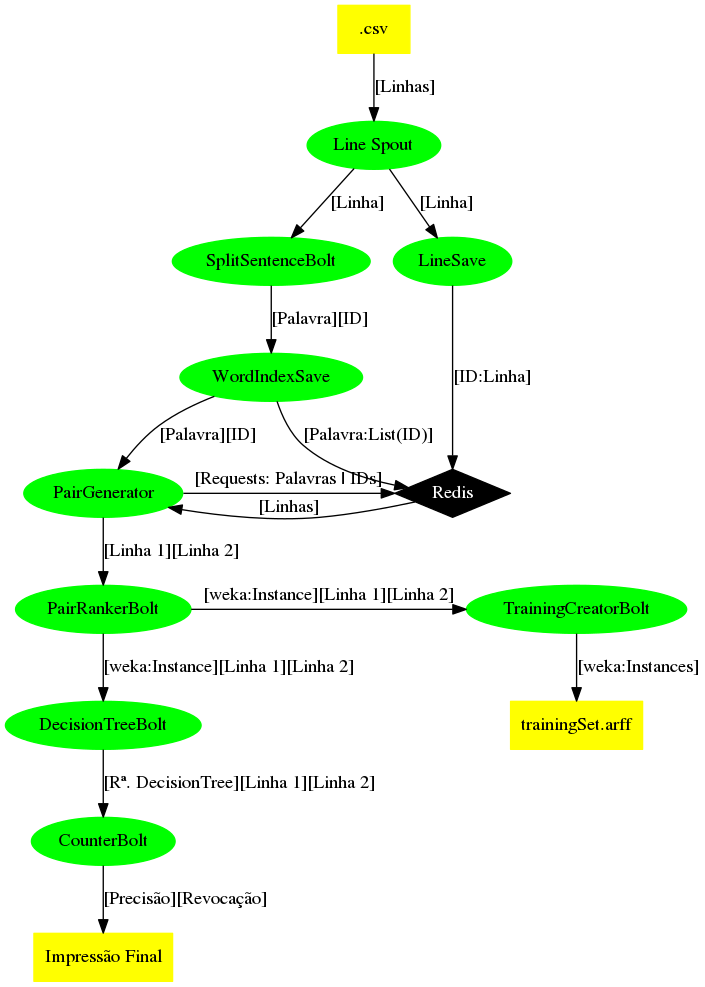 .csv
[Linhas]
Line Spout
[Linha]
[Linha]
SplitSentenceBolt
LineSave
[Palavra][ID]
WordIndexSave
[ID:Linha]
[Palavra][ID]
[Palavra:List(ID)]
[Requests: Palavras | IDs]
PairGenerator
Redis
[Linhas]
[Linha 1][Linha 2]
[weka:Instance][Linha 1][Linha 2]
PairRankerBolt
TrainingCreatorBolt
[weka:Instance][Linha 1][Linha 2]
[weka:Instances]
DecisionTreeBolt
trainingSet.arff
[Rª. DecisionTree][Linha 1][Linha 2]
CounterBolt
[Precisão][Revocação]
Impressão Final